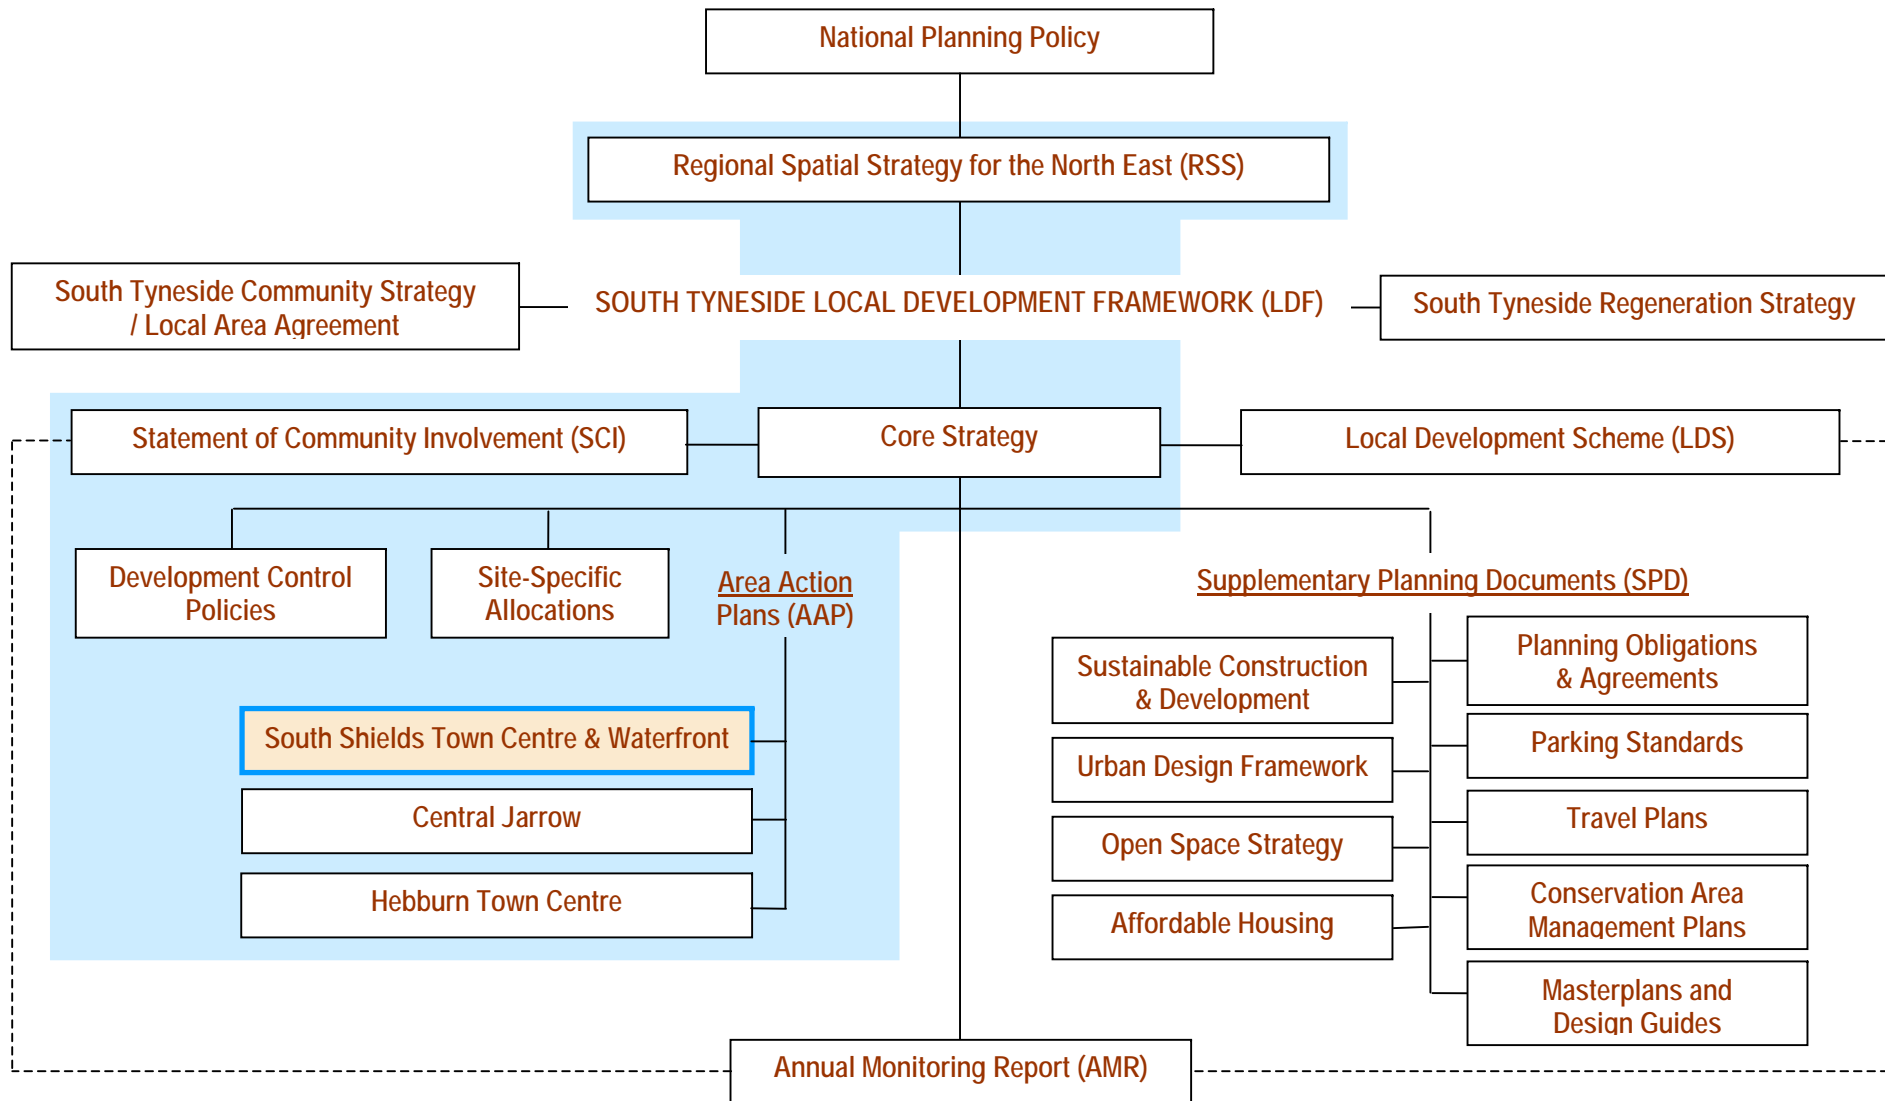 National Planning Policy
Regional Spatial Strategy for the North East (RSS)
South Tyneside Community Strategy
/ Local Area Agreement
SOUTH TYNESIDE LOCAL DEVELOPMENT FRAMEWORK (LDF)
South Tyneside Regeneration Strategy
Statement of Community Involvement (SCI)
Core Strategy
Local Development Scheme (LDS)
Development Control
Policies
Site-Specific
Allocations
Area Action
Plans (AAP)
South Shields Town Centre & Waterfront
Central Jarrow
Hebburn Town Centre
Supplementary Planning Documents (SPD)
Sustainable Construction
& Development
Urban Design Framework
Open Space Strategy
Affordable Housing
Planning Obligations
& Agreements
Parking Standards
Travel Plans
Conservation Area
Management Plans
Masterplans and
Design Guides
Annual Monitoring Report (AMR)